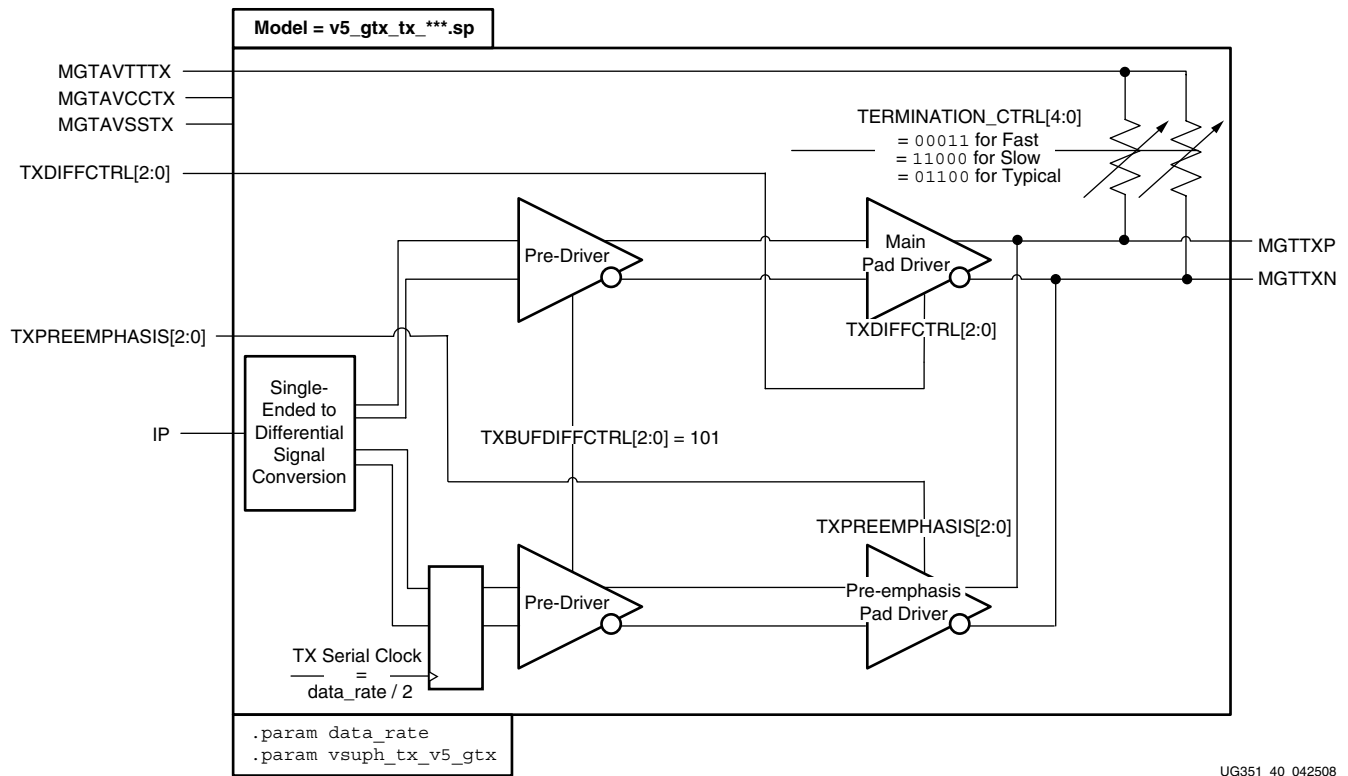 Model = v5_gtx_tx_***.sp
MGTAVTTTX
MGTAVCCTX
MGTAVSSTX
TERMINATION_CTRL[4:0]
= 00011 for Fast
= 11000 for Slow
= 01100 for Typical
TXDIFFCTRL[2:0]
Pre-Driver
Main
Pad Driver
MGTTXP
MGTTXN
TXDIFFCTRL[2:0]
TXPREEMPHASIS[2:0]
Single-
Ended to
Differential
Signal
Conversion
IP
TXBUFDIFFCTRL[2:0] = 101
TXPREEMPHASIS[2:0]
Pre-Driver
Pre-emphasis
Pad Driver
TX Serial Clock
=
data_rate / 2
.param data_rate
.param vsuph_tx_v5_gtx
UG351_40_042508